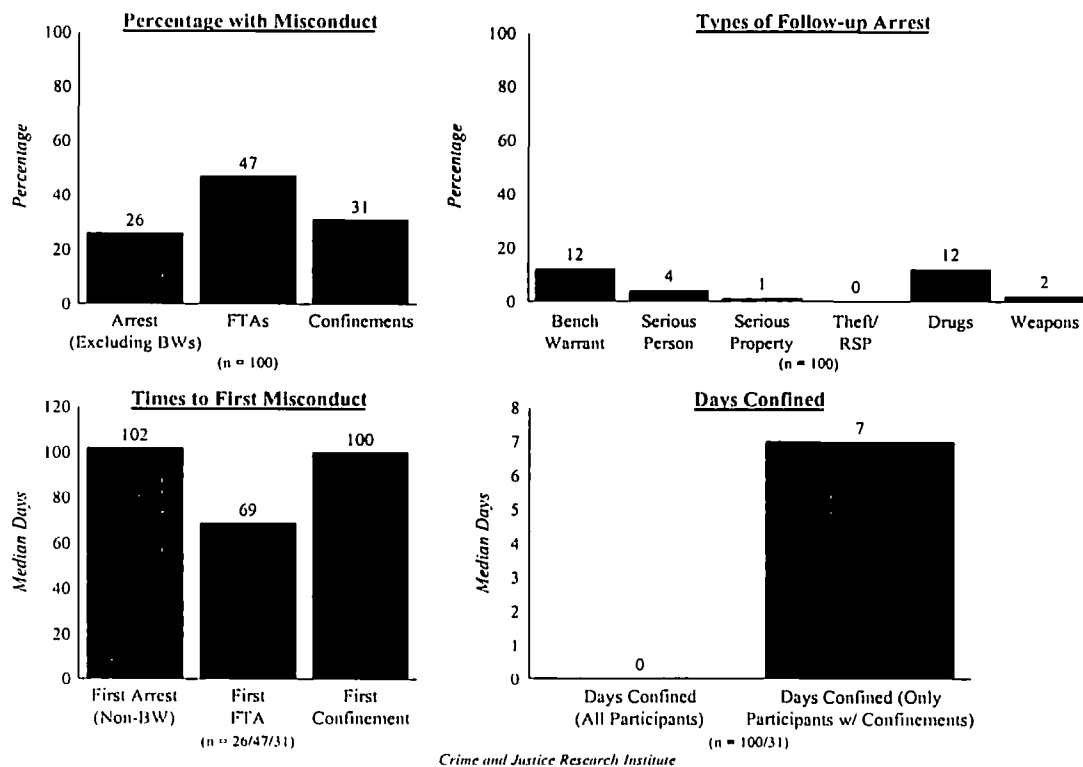 Percentage with Misconduct
100
80
60
40
20
0
Percentage
26
47
31
Arrest
(Excluding BWs)
FTAs
Confinements
(n = 100)
Types of Follow-up Arrest
100
80
60
40
20
0
Percentage
12
4
1
0
12
2
Bench
Warrant
Serious
Person
Serious
Property
Theft/
RSP
Drugs
Weapons
(n = 100)
Times to First Misconduct
120
100
80
60
40
20
0
Median Days
102
69
100
First Arrest
(Non-BW)
First
FTA
First
Confinement
(n = 26/47/31)
Days Confined
8
7
6
5
4
3
2
1
0
Median Days
0
7
Days Confined
(All Participants)
Days Confined (Only
Participants w/ Confinements)
(n = 100/31)
Crime and Justice Research Institute